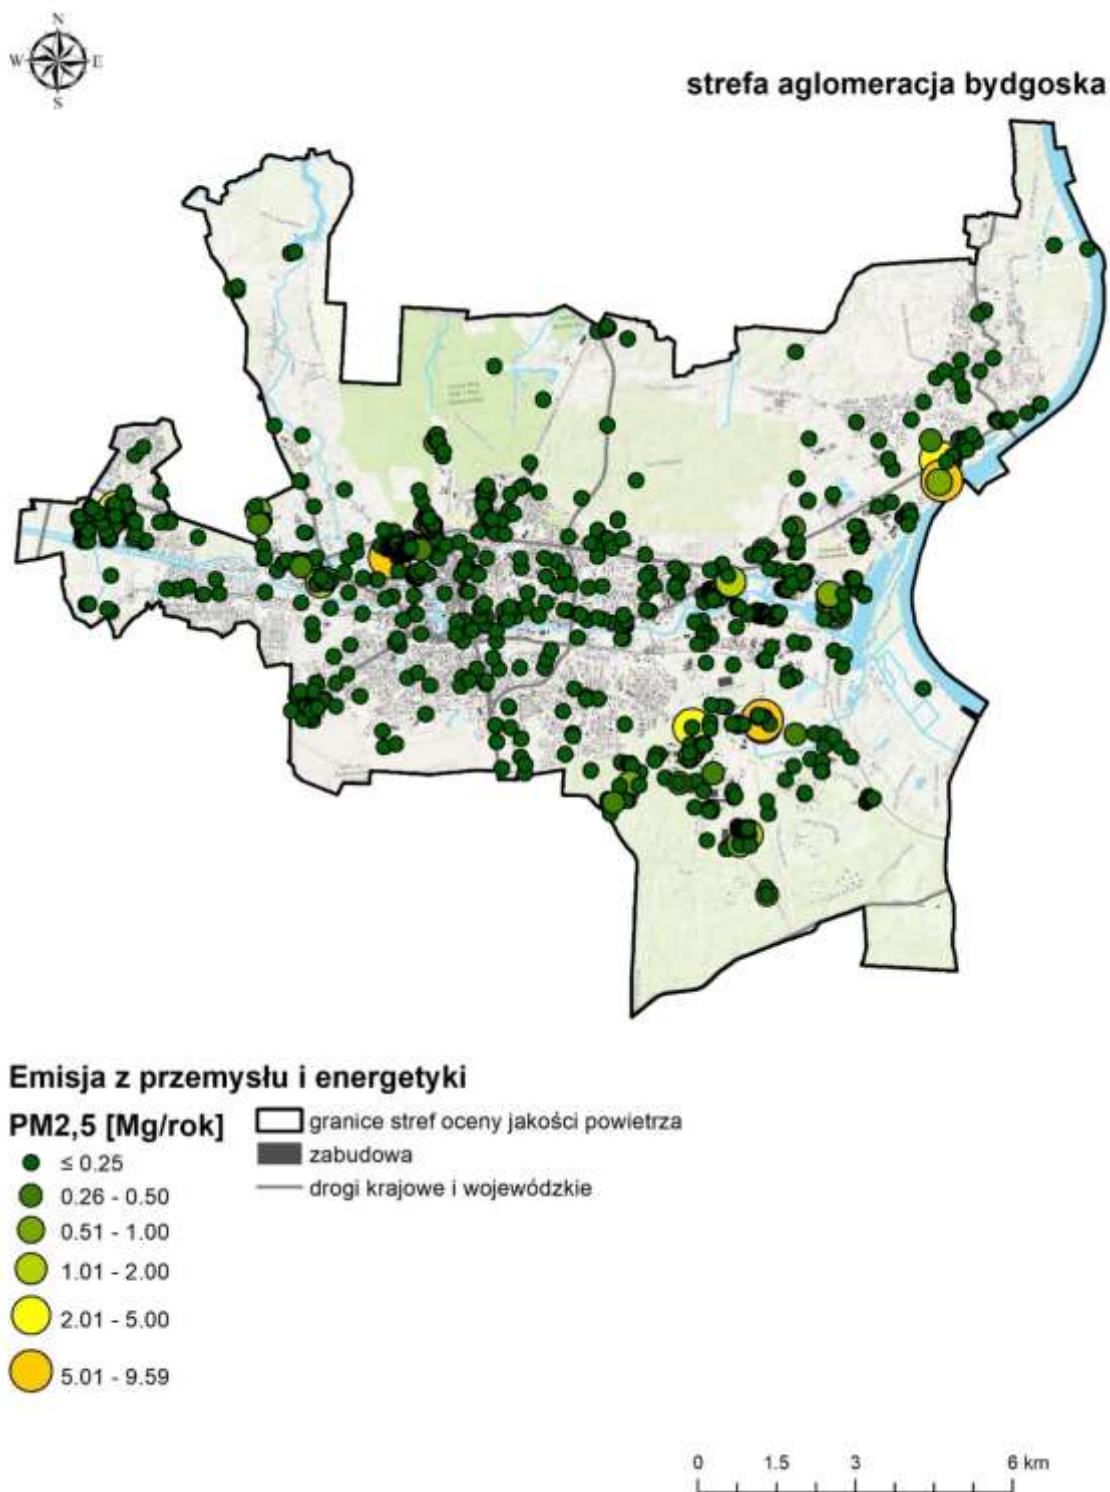 N
W E
S
strefa aglomeracja bydgoska
Emisja z przemysłu i energetyki
PM2,5 [Mg/rok]
≤ 0.25
0.26 - 0.50
0.51 - 1.00
1.01 - 2.00
2.01 - 5.00
5.01 - 9.59
granice stref oceny jakości powietrza
zabudowa
drogi krajowe i wojewódzkie
0 1.5 3 6 km